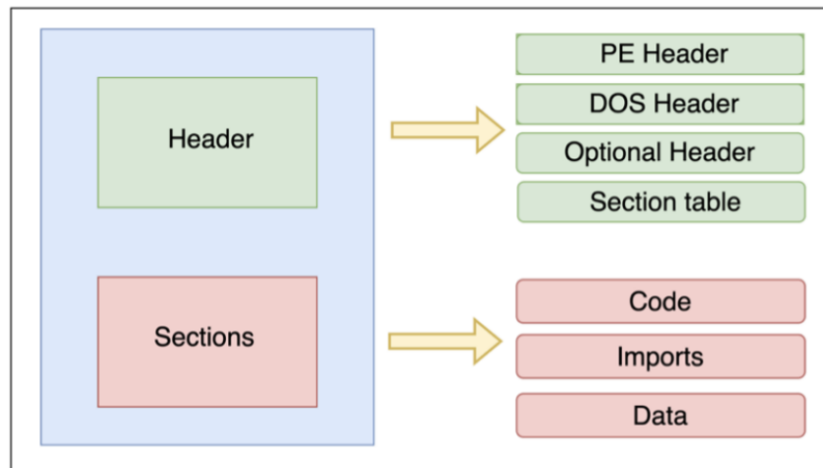 Header
PE Header
DOS Header
Optional Header
Section table
Sections
Code
Imports
Data